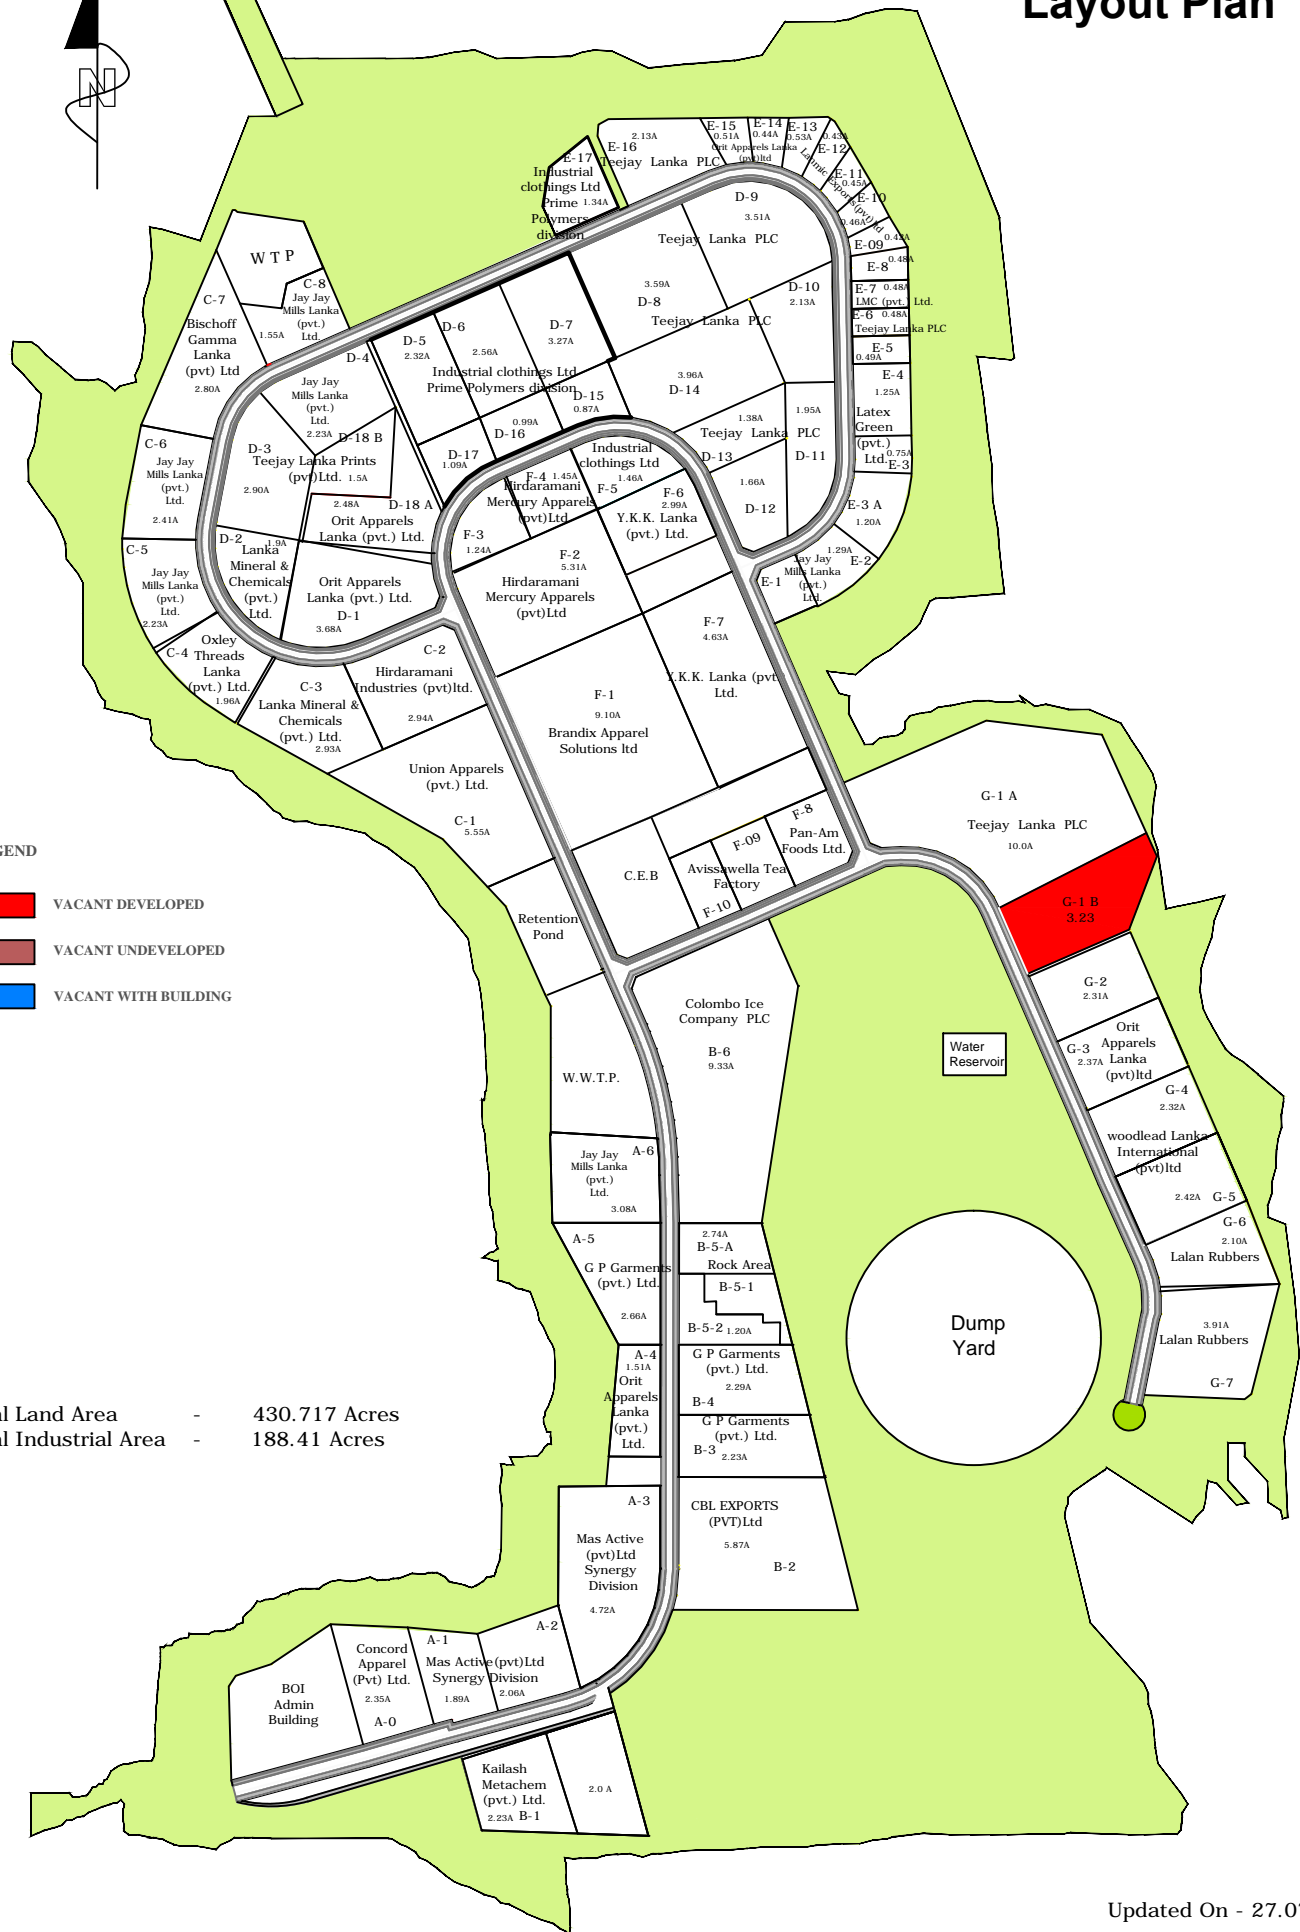 Layout Plan
N
E-17
Industrial
clothings Ltd
Prime 1.34A
Polymers
division
2.13A
E-16
Teejay Lanka PLC
E-15
0.51A
E-14
0.44A
Orit Apparels Lanka
(pvt)ltd
E-13
0.53A
0.43A
E-12
Lanmic Exports(pvt)ltd
E-11
0.45A
E-10
0.46A
0.42A
E-09
0.48A
E-8
E-7 0.48A
LMC (pvt.) Ltd.
E-6 0.48A
Teejay Lanka PLC
E-5
0.49A
E-4
1.25A
Latex
Green
(pvt.)
Ltd.
0.75A
E-3
E-3 A
1.20A
1.29A
E-2
Jay Jay
Mills Lanka
(pvt.)
Ltd.
E-1
W T P
C-8
Jay Jay
Mills Lanka
(pvt.)
Ltd.
1.55A
C-7
Bischoff
Gamma
Lanka
(pvt) Ltd
2.80A
C-6
Jay Jay
Mills Lanka
(pvt.)
Ltd.
2.41A
C-5
Jay Jay
Mills Lanka
(pvt.)
Ltd.
2.23A
C-4
Oxley
Threads
Lanka
(pvt.) Ltd.
1.96A
C-3
Lanka Mineral &
Chemicals
(pvt.) Ltd.
2.93A
C-2
Hirdaramani
Industries (pvt)ltd.
2.94A
Union Apparels
(pvt.) Ltd.
C-1
5.55A
D-9
3.51A
Teejay Lanka PLC
3.59A
D-8
Teejay Lanka PLC
D-10
2.13A
D-7
3.27A
D-6
2.56A
D-5
2.32A
Industrial clothings Ltd
Prime Polymers division
D-15
0.87A
0.99A
D-16
D-17
1.09A
3.96A
D-14
1.38A
Teejay Lanka PLC
D-13
1.95A
D-11
1.66A
D-12
D-4
Jay Jay
Mills Lanka
(pvt.)
Ltd.
2.23A
D-18 B
D-3
Teejay Lanka Prints
(pvt)Ltd. 1.5A
2.90A
2.48A
D-18 A
Orit Apparels
Lanka (pvt.) Ltd.
D-2
1.9A
Lanka
Mineral &
Chemicals
(pvt.)
Ltd.
Orit Apparels
Lanka (pvt.) Ltd.
D-1
3.68A
F-3
1.24A
F-4 1.45A
Hirdaramani
Mercury Apparels
(pvt)Ltd
Industrial
clothings Ltd
1.46A
F-5
F-6
2.99A
Y.K.K. Lanka
(pvt.) Ltd.
F-2
5.31A
Hirdaramani
Mercury Apparels
(pvt)Ltd
F-7
4.63A
Y.K.K. Lanka (pvt.)
Ltd.
F-1
9.10A
Brandix Apparel
Solutions ltd
F-8
Pan-Am
Foods Ltd.
F-09
Avissawella Tea
Factory
F-10
C.E.B
Retention
Pond
G-1 A
Teejay Lanka PLC
10.0A
G-1 B
3.23
G-2
2.31A
Orit
Apparels
Lanka
(pvt)ltd
G-3
2.37A
G-4
2.32A
woodlead Lanka
International
(pvt)ltd
2.42A G-5
G-6
2.10A
Lalan Rubbers
3.91A
Lalan Rubbers
G-7
GEND
VACANT DEVELOPED
VACANT UNDEVELOPED
VACANT WITH BUILDING
Colombo Ice
Company PLC
B-6
9.33A
Water
Reservoir
W.W.T.P.
Jay Jay
Mills Lanka
(pvt.)
Ltd.
A-6
3.08A
A-5
G P Garments
(pvt.) Ltd.
2.66A
2.74A
B-5-A
Rock Area
B-5-1
B-5-2 1.20A
Dump
Yard
A-4
1.51A
Orit
Apparels
Lanka
(pvt.)
Ltd.
G P Garments
(pvt.) Ltd.
2.29A
B-4
G P Garments
(pvt.) Ltd.
B-3 2.23A
al Land Area - 430.717 Acres
al Industrial Area - 188.41 Acres
A-3
Mas Active
(pvt)Ltd
Synergy
Division
4.72A
CBL EXPORTS
(PVT)Ltd
5.87A
B-2
A-2
A-1
Mas Active(pvt)Ltd
Synergy Division
1.89A
2.06A
Concord
Apparel
(Pvt) Ltd.
2.35A
A-0
BOI
Admin
Building
Kailash
Metachem
(pvt.) Ltd.
2.23A B-1
2.0 A
Updated On - 27.0